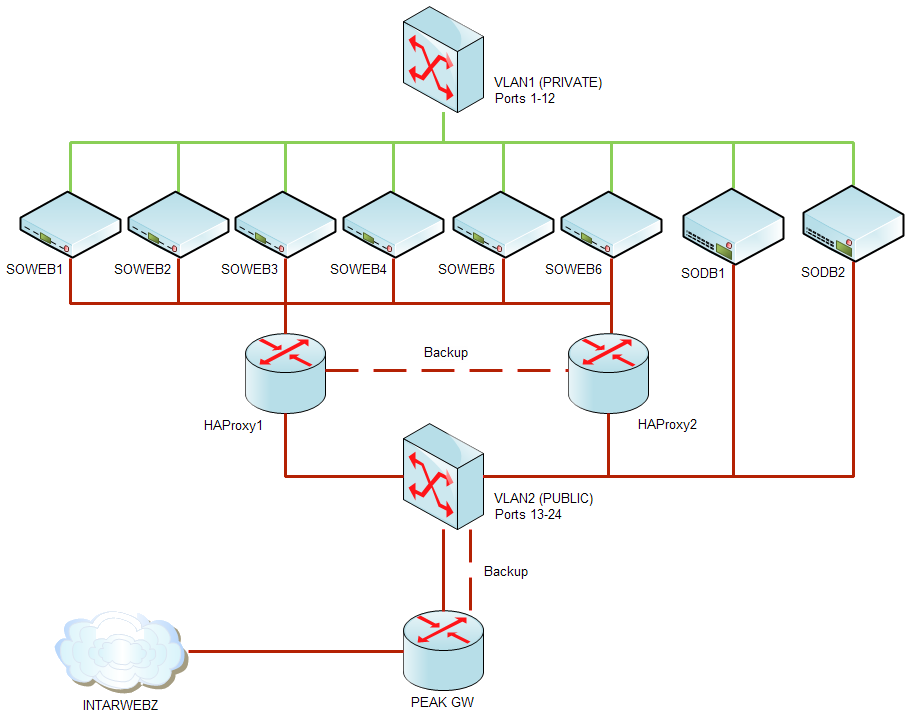 VLAN1 (PRIVATE)
Ports 1-12
SOWEB1
SOWEB2
SOWEB3
SOWEB4
SOWEB5
SOWEB6
SODB1
SODB2
Backup
HAProxy1
HAProxy2
VLAN2 (PUBLIC)
Ports 13-24
Backup
INTARWEBZ
PEAK GW